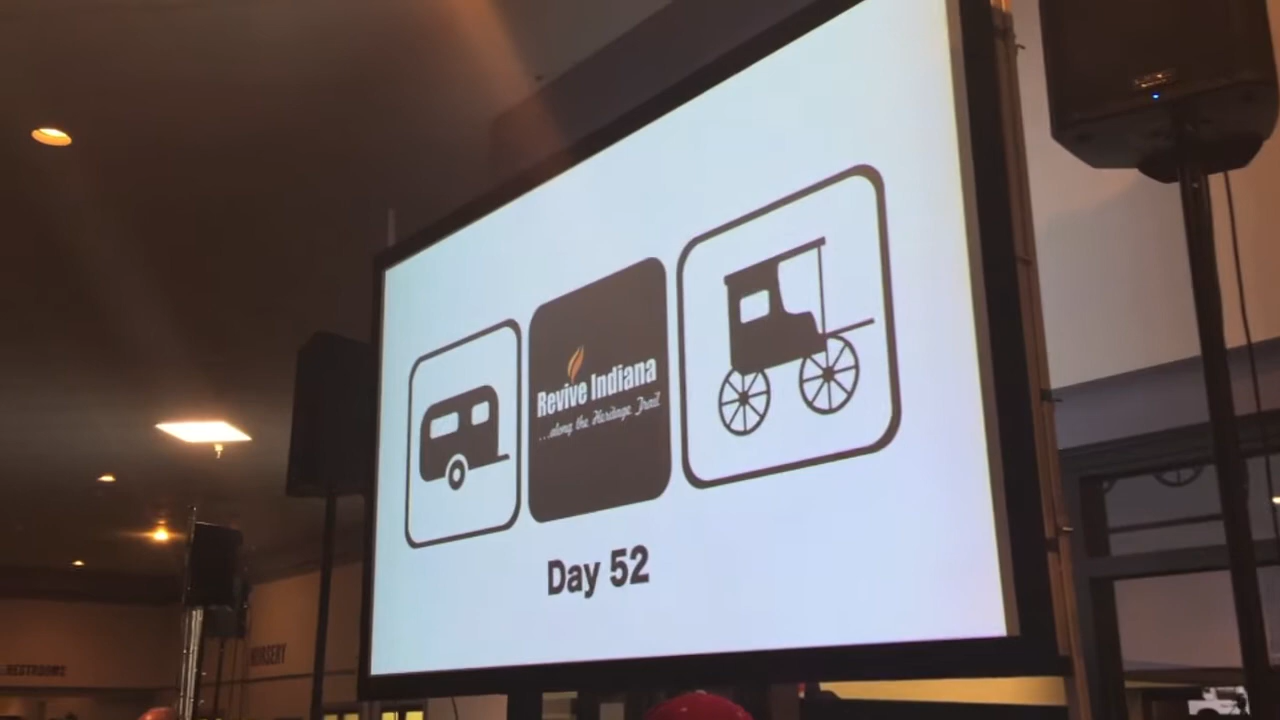 Revive Indiana
...along the Heritage Trail
Day 52
NURSERY
RESTROOMS